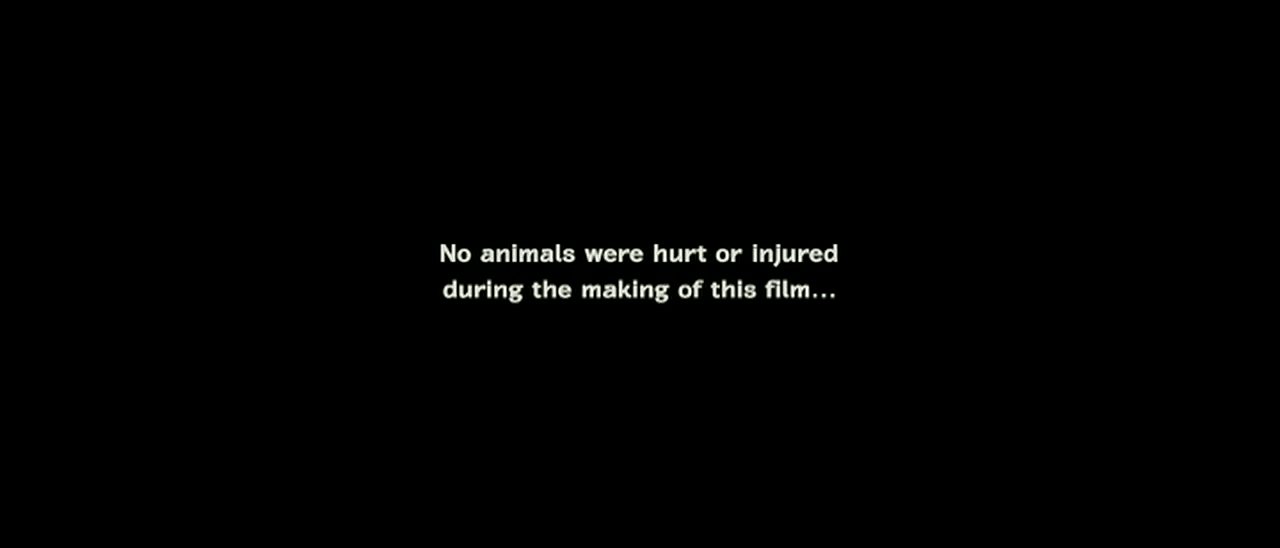 No animals were hurt or injured
during the making of this film...